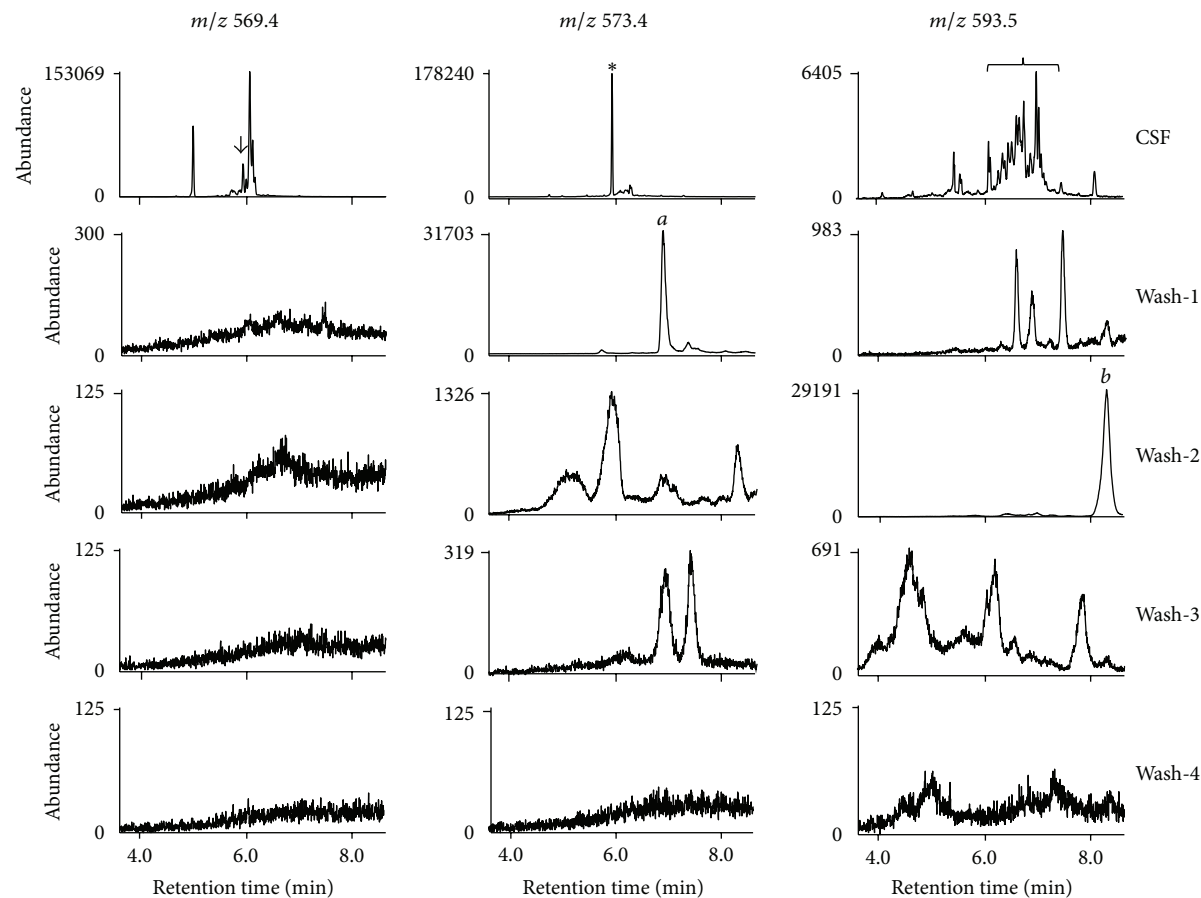 m/z 569.4 m/z 573.4 m/z 593.5
153069 178240 * 6405
Abundance CSF
0 0 0
a
300 31703 983
Abundance Wash-1
0 0 0
b
125 1326 29191
Abundance Wash-2
0 0 0
125 319 691
Abundance Wash-3
0 0 0
125 125 125
Abundance Wash-4
0 0 0
4.0 6.0 8.0 4.0 6.0 8.0 4.0 6.0 8.0
Retention time (min) Retention time (min) Retention time (min)